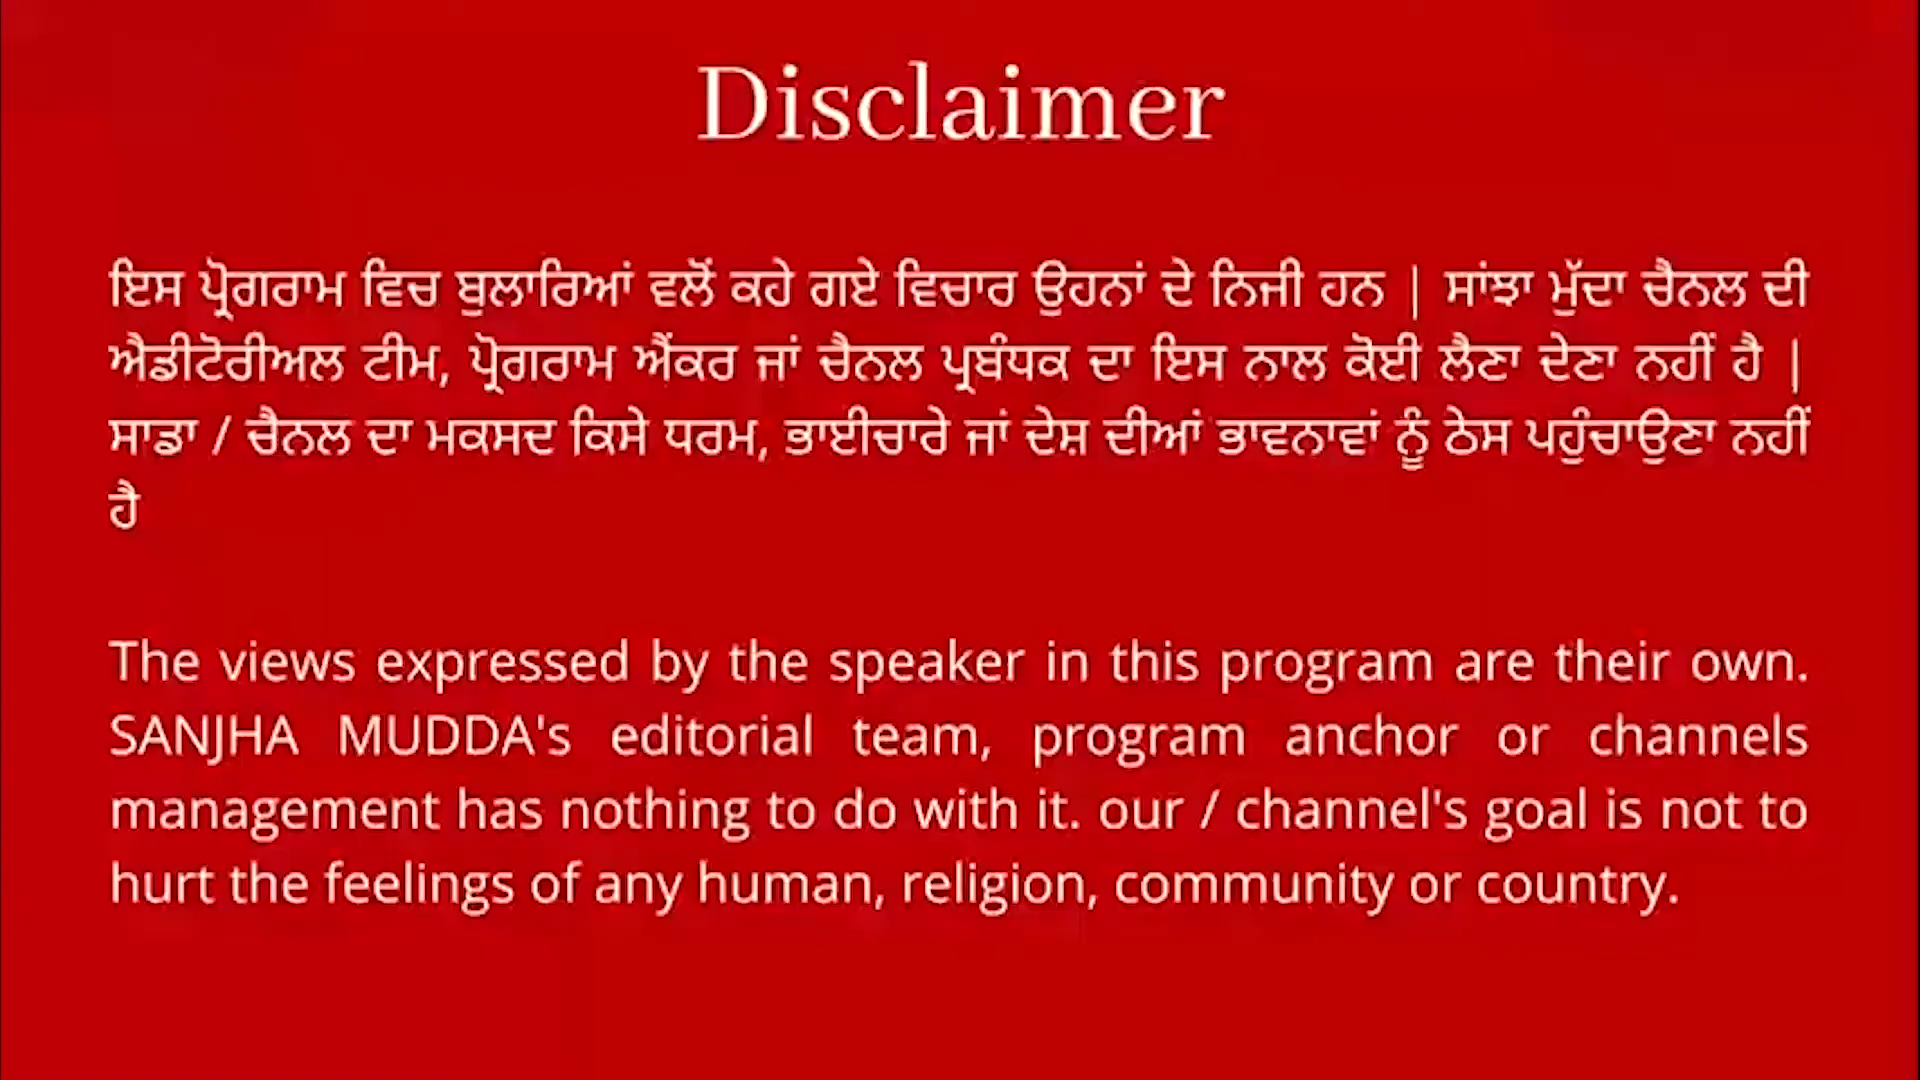 Disclaimer
ਇਸ ਪ੍ਰੋਗਰਾਮ ਵਿਚ ਬੁਲਾਰਿਆਂ ਵਲੋਂ ਕਹੇ ਗਏ ਵਿਚਾਰ ਉਹਨਾਂ ਦੇ ਨਿਜੀ ਹਨ | ਸਾਂਝਾ ਮੁੱਦਾ ਚੈਨਲ ਦੀ
ਐਡੀਟੋਰੀਅਲ ਟੀਮ, ਪ੍ਰੋਗਰਾਮ ਐਂਕਰ ਜਾਂ ਚੈਨਲ ਪ੍ਰਬੰਧਕ ਦਾ ਇਸ ਨਾਲ ਕੋਈ ਲੈਣਾ ਦੇਣਾ ਨਹੀਂ ਹੈ |
ਸਾਡਾ / ਚੈਨਲ ਦਾ ਮਕਸਦ ਕਿਸੇ ਧਰਮ, ਭਾਈਚਾਰੇ ਜਾਂ ਦੇਸ਼ ਦੀਆਂ ਭਾਵਨਾਵਾਂ ਨੂੰ ਠੇਸ ਪਹੁੰਚਾਉਣਾ ਨਹੀਂ
ਹੈ
The views expressed by the speaker in this program are their own.
SANJHA MUDDA's editorial team, program anchor or channels
management has nothing to do with it. our / channel's goal is not to
hurt the feelings of any human, religion, community or country.